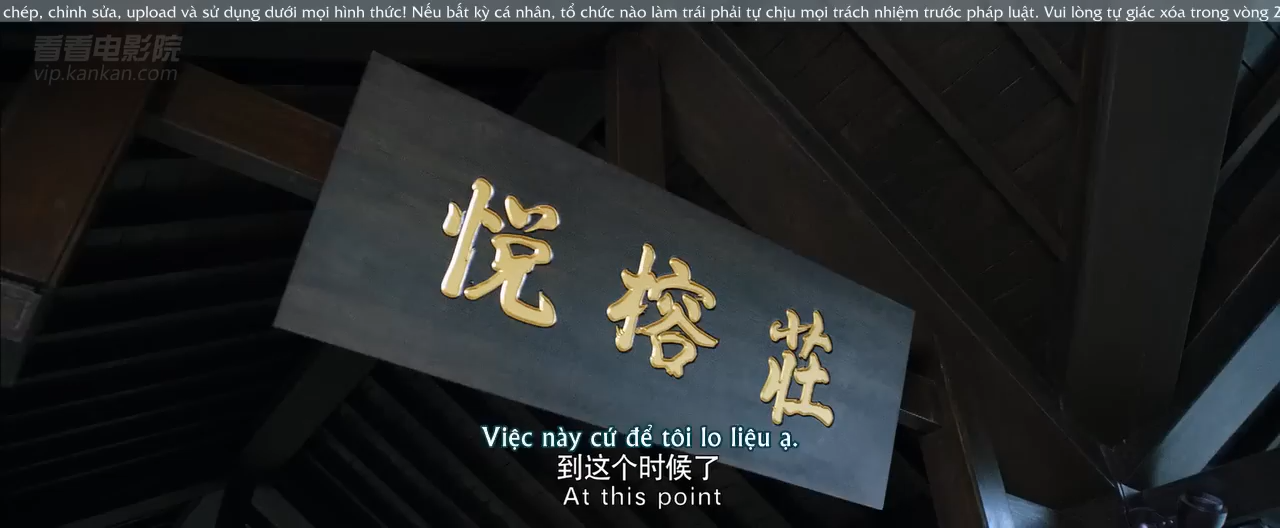 chép, chỉnh sửa, upload và sử dụng dưới mọi hình thức! Nếu bất kỳ cá nhân, tổ chức nào làm trái phải tự chịu mọi trách nhiệm trước pháp luật. Vui lòng tự giác xóa trong vòng 2
看看电影院
vip.kankan.com
悦榕莊
Việc này cứ để tôi lo liệu ạ.
到这个时候了
At this point